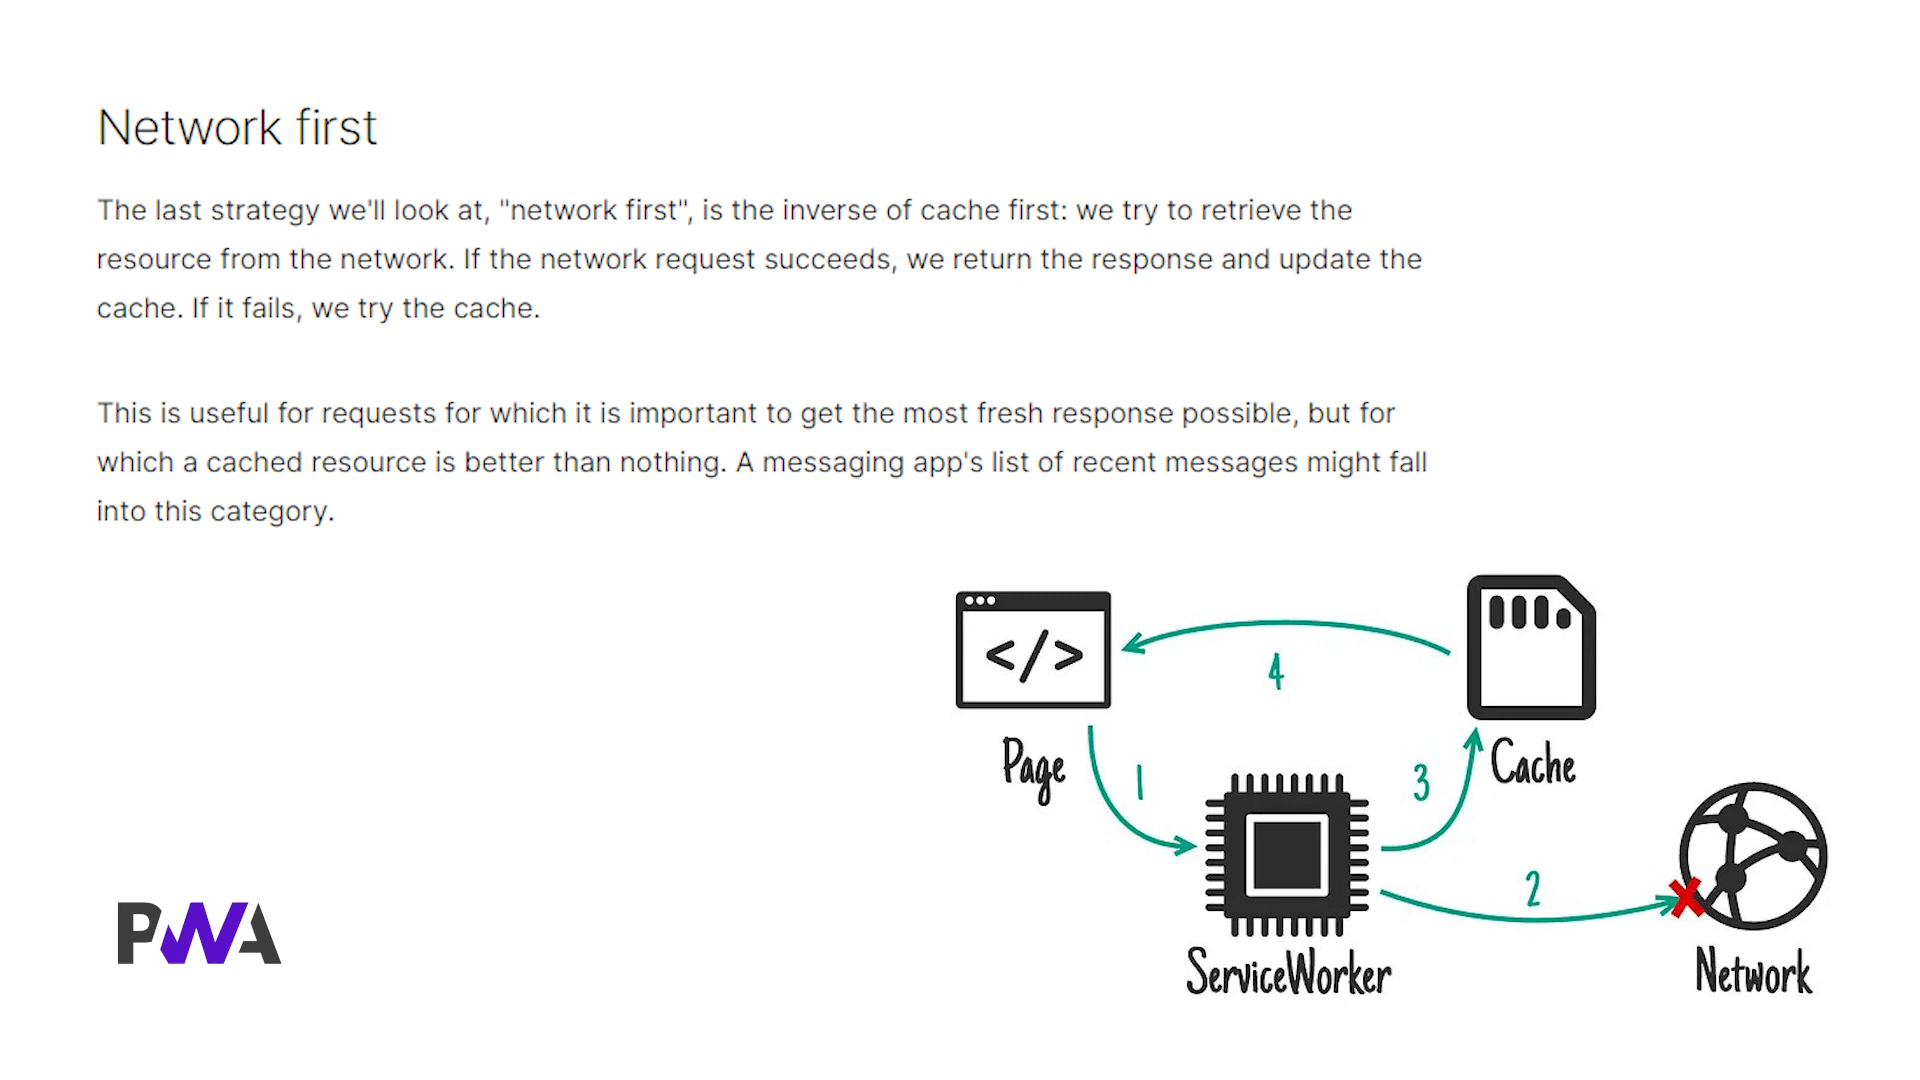 Network first
The last strategy we'll look at, "network first", is the inverse of cache first: we try to retrieve the
resource from the network. If the network request succeeds, we return the response and update the
cache. If it fails, we try the cache.
This is useful for requests for which it is important to get the most fresh response possible, but for
which a cached resource is better than nothing. A messaging app's list of recent messages might fall
into this category.
</>
4
Page
1
3
Cache
2
ServiceWorker
Network
PWA